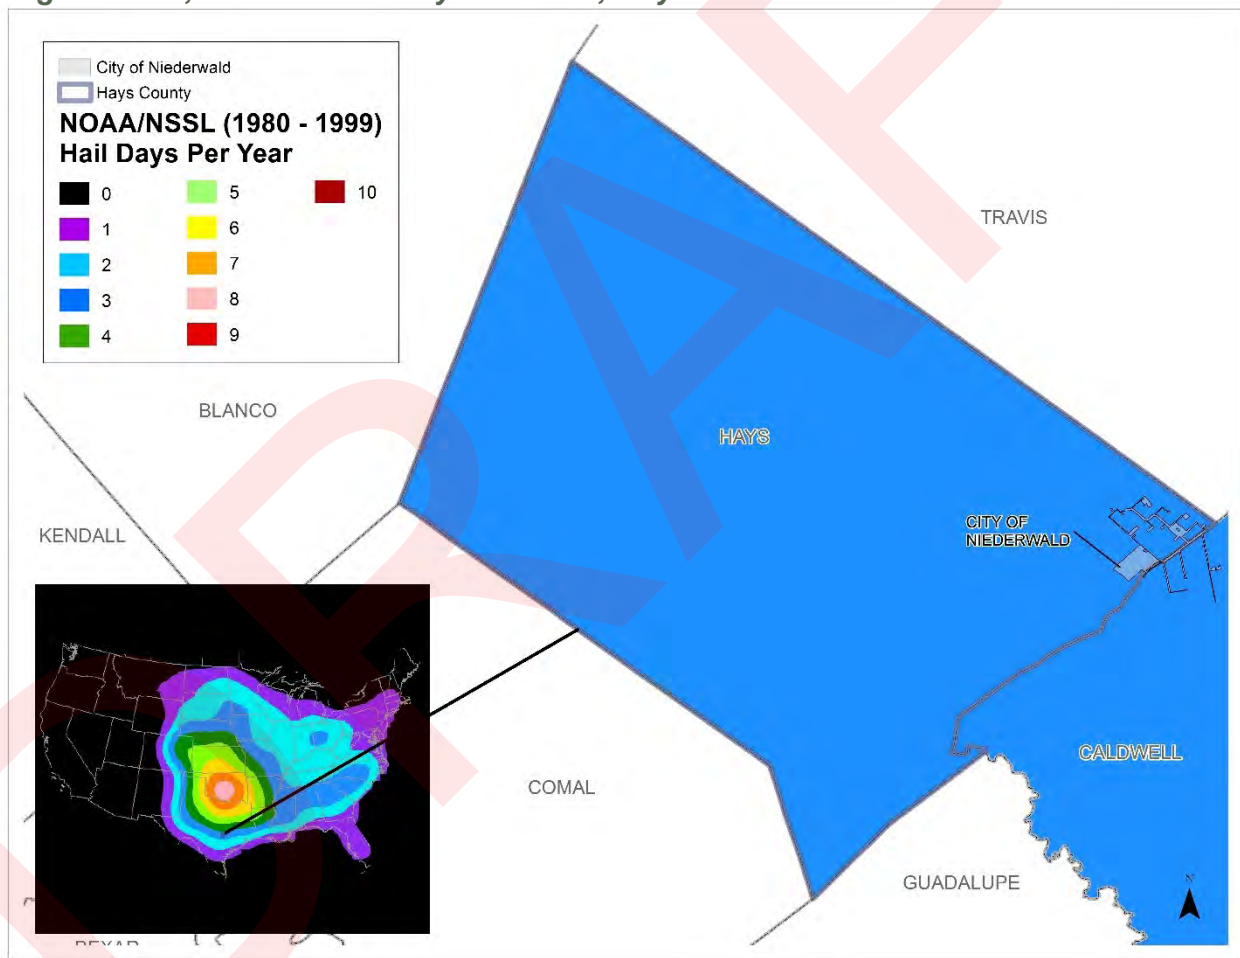 City of Niederwald
Hays County
NOAA/NSSL (1980 - 1999)
Hail Days Per Year
0 5 10
1 6
2 7
3 8
4 9
TRAVIS
BLANCO
HAYS
KENDALL
CITY OF
NIEDERWALD
CALDWELL
COMAL
GUADALUPE
N
DRAFT